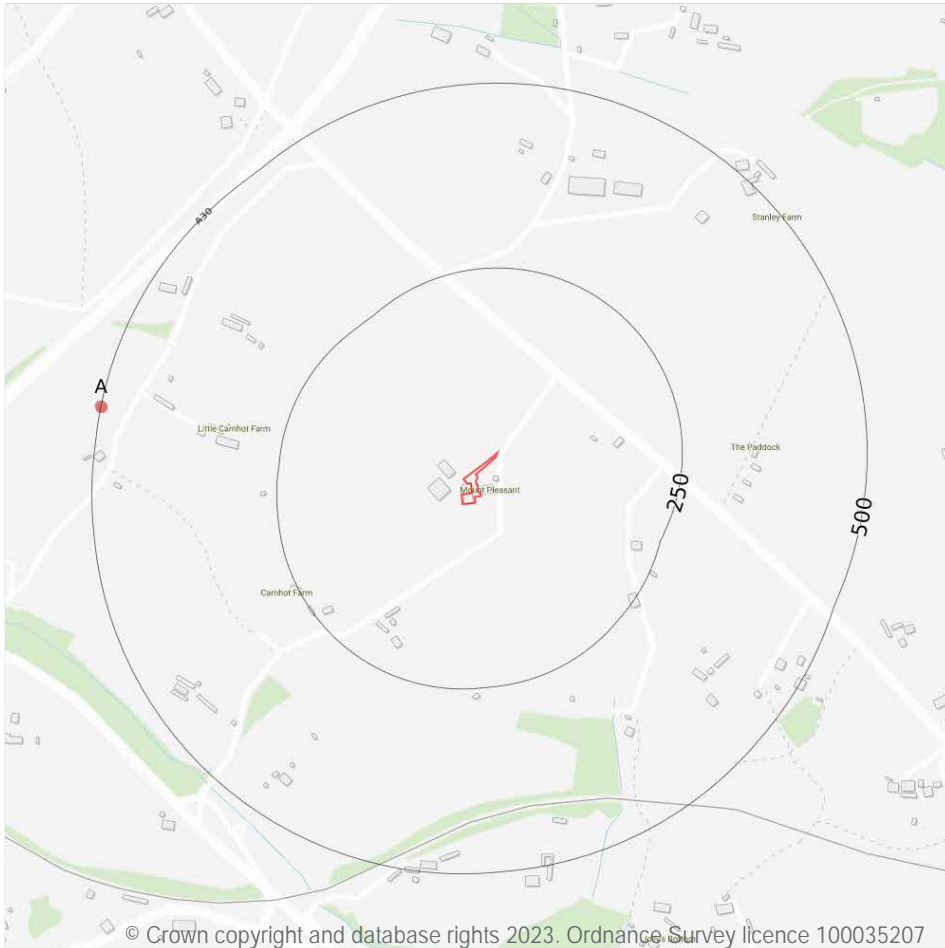 Stanley Farm
A30
A
Little Carnhot Farm
The Paddock
Mount Pleasant
250
500
Carnhot Farm
© Crown copyright and database rights 2023. Ordnance Survey licence 100035207